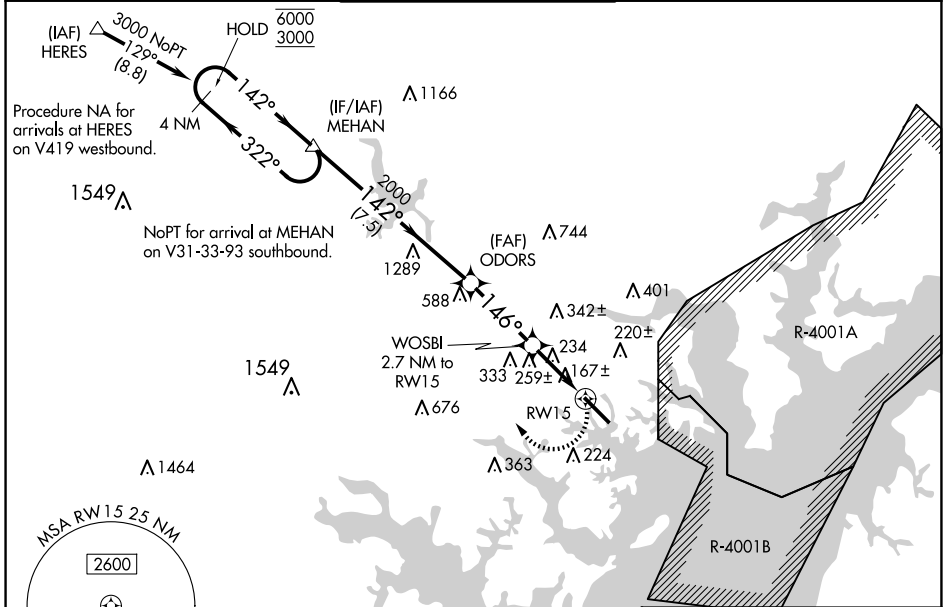 (IAF)
HERES
3000 NoPT
129°
(8.8)
HOLD
6000
3000
142°
4 NM
322°
(IF/IAF)
MEHAN
1166
Procedure NA for
arrivals at HERES
on V419 westbound.
1549
NoPT for arrival at MEHAN
on V31-33-93 southbound.
2000
142°
(7.5)
1289
(FAF)
ODORS
744
588
146°
342±
401
220±
R-4001A
WOSBI
2.7 NM to
RW15
234
333
259±
167±
1549
676
RW15
363
224
1464
R-4001B
MSA RW15 25 NM
2600